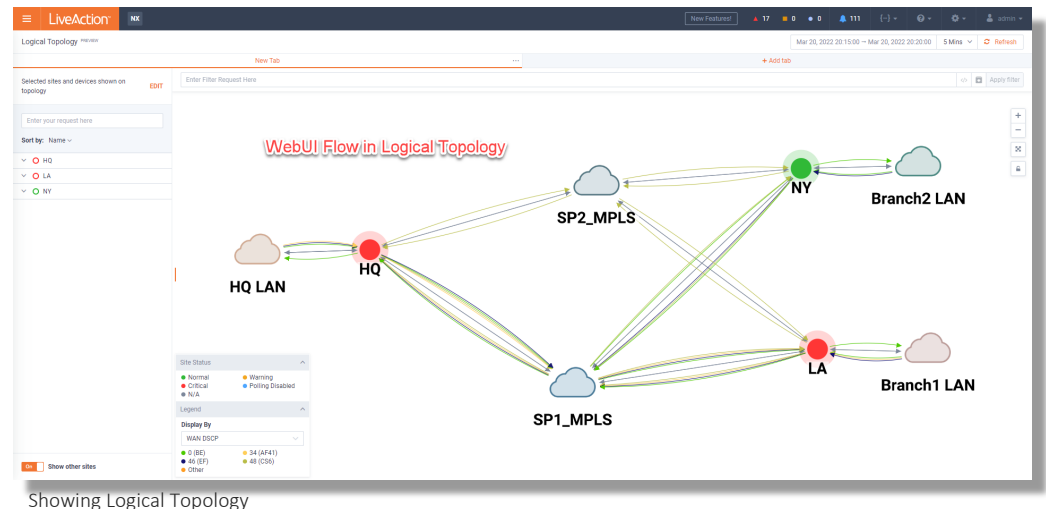 LiveAction NX New Features! 17 0 0 111 admin
Logical Topology WEBVIEW Mar 20, 2022 20:15:00 – Mar 20, 2022 20:20:00 5 Mins Refresh
New Tab ... + Add tab
Selected sites and devices shown on
topology
EDIT
Enter Filter Request Here Apply filter
Enter your request here
Sort by: Name
HQ
LA
NY
WebUI Flow in Logical Topology
SP2_MPLS
NY
Branch2 LAN
HQ LAN
HQ
SP1_MPLS
LA
Branch1 LAN
Site Status
Normal Warning
Critical Polling Disabled
N/A
Legend
Display By
WAN DSCP
0 (BE) 34 (AF41)
46 (EF) 48 (CS6)
Other
On Show other sites
Showing Logical Topology